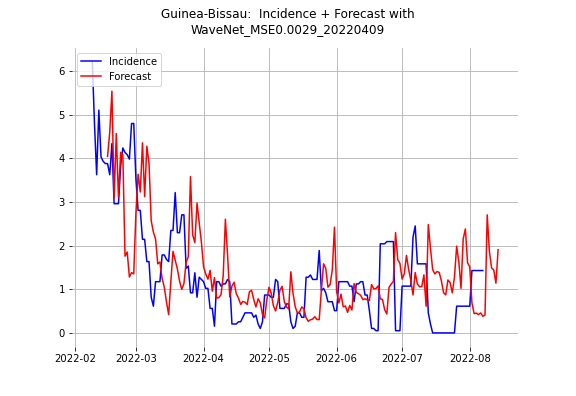 Guinea-Bissau:  Incidence + Forecast with
WaveNet_MSE0.0029_20220409
Incidence
Forecast
6
5
4
3
2
1
0
2022-02 2022-03 2022-04 2022-05 2022-06 2022-07 2022-08